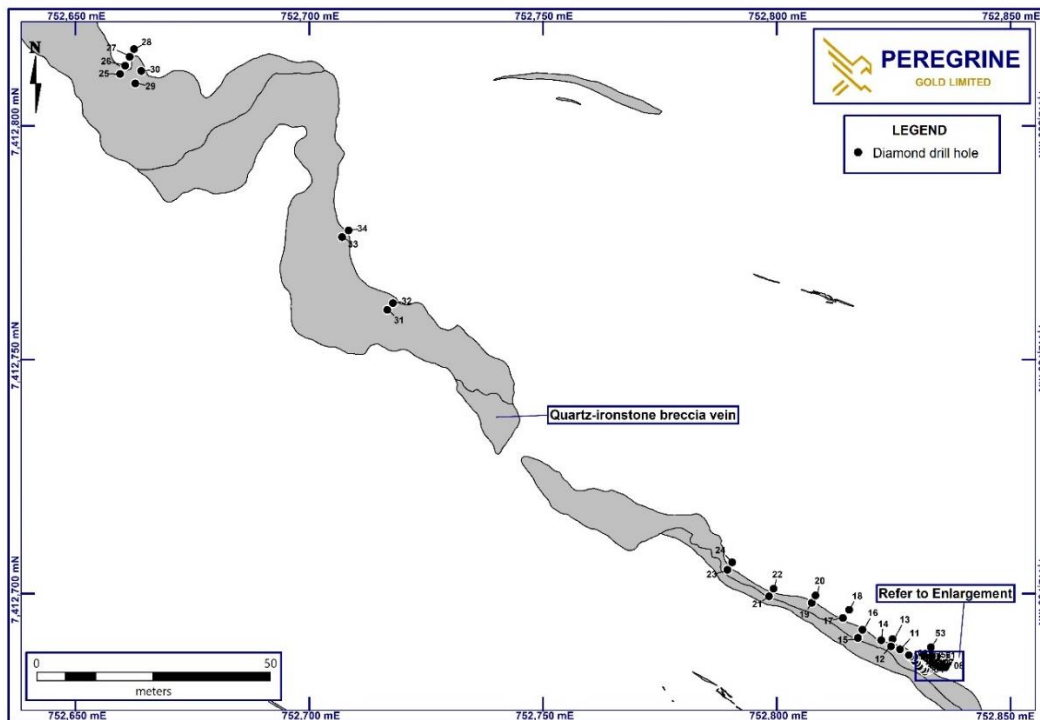 752,650 mE
752,700 mE
752,750 mE
752,800 mE
752,850 mE
N
28
27
26
25
30
29
PEREGRINE
GOLD LIMITED
LEGEND
Diamond drill hole
7,412,800 mN
34
33
32
31
7,412,750 mN
Quartz-ironstone breccia vein
24
23
22
21
20
19
18
17
16
15
14
13
12
11
53
Refer to Enlargement
7,412,700 mN
0
50
meters
752,650 mE
752,700 mE
752,750 mE
752,800 mE
752,850 mE